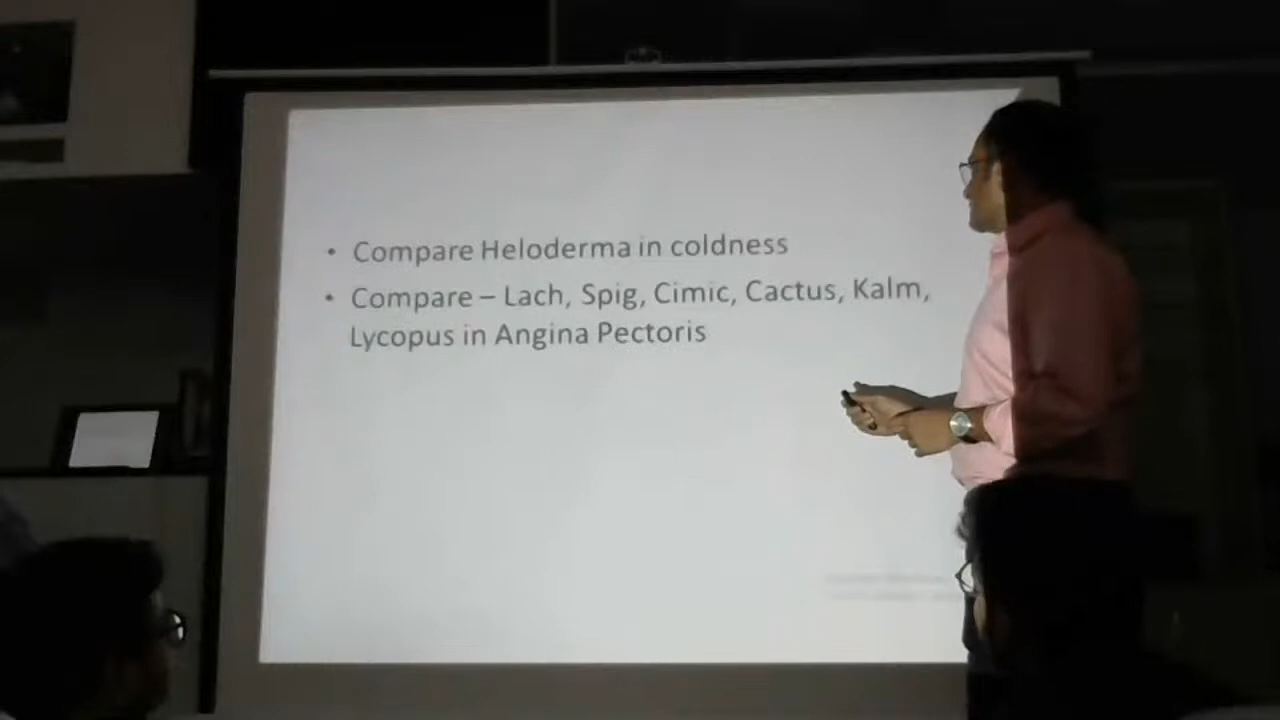 • Compare Heloderma in coldness
• Compare – Lach, Spig, Cimic, Cactus, Kalm,
Lycopus in Angina Pectoris